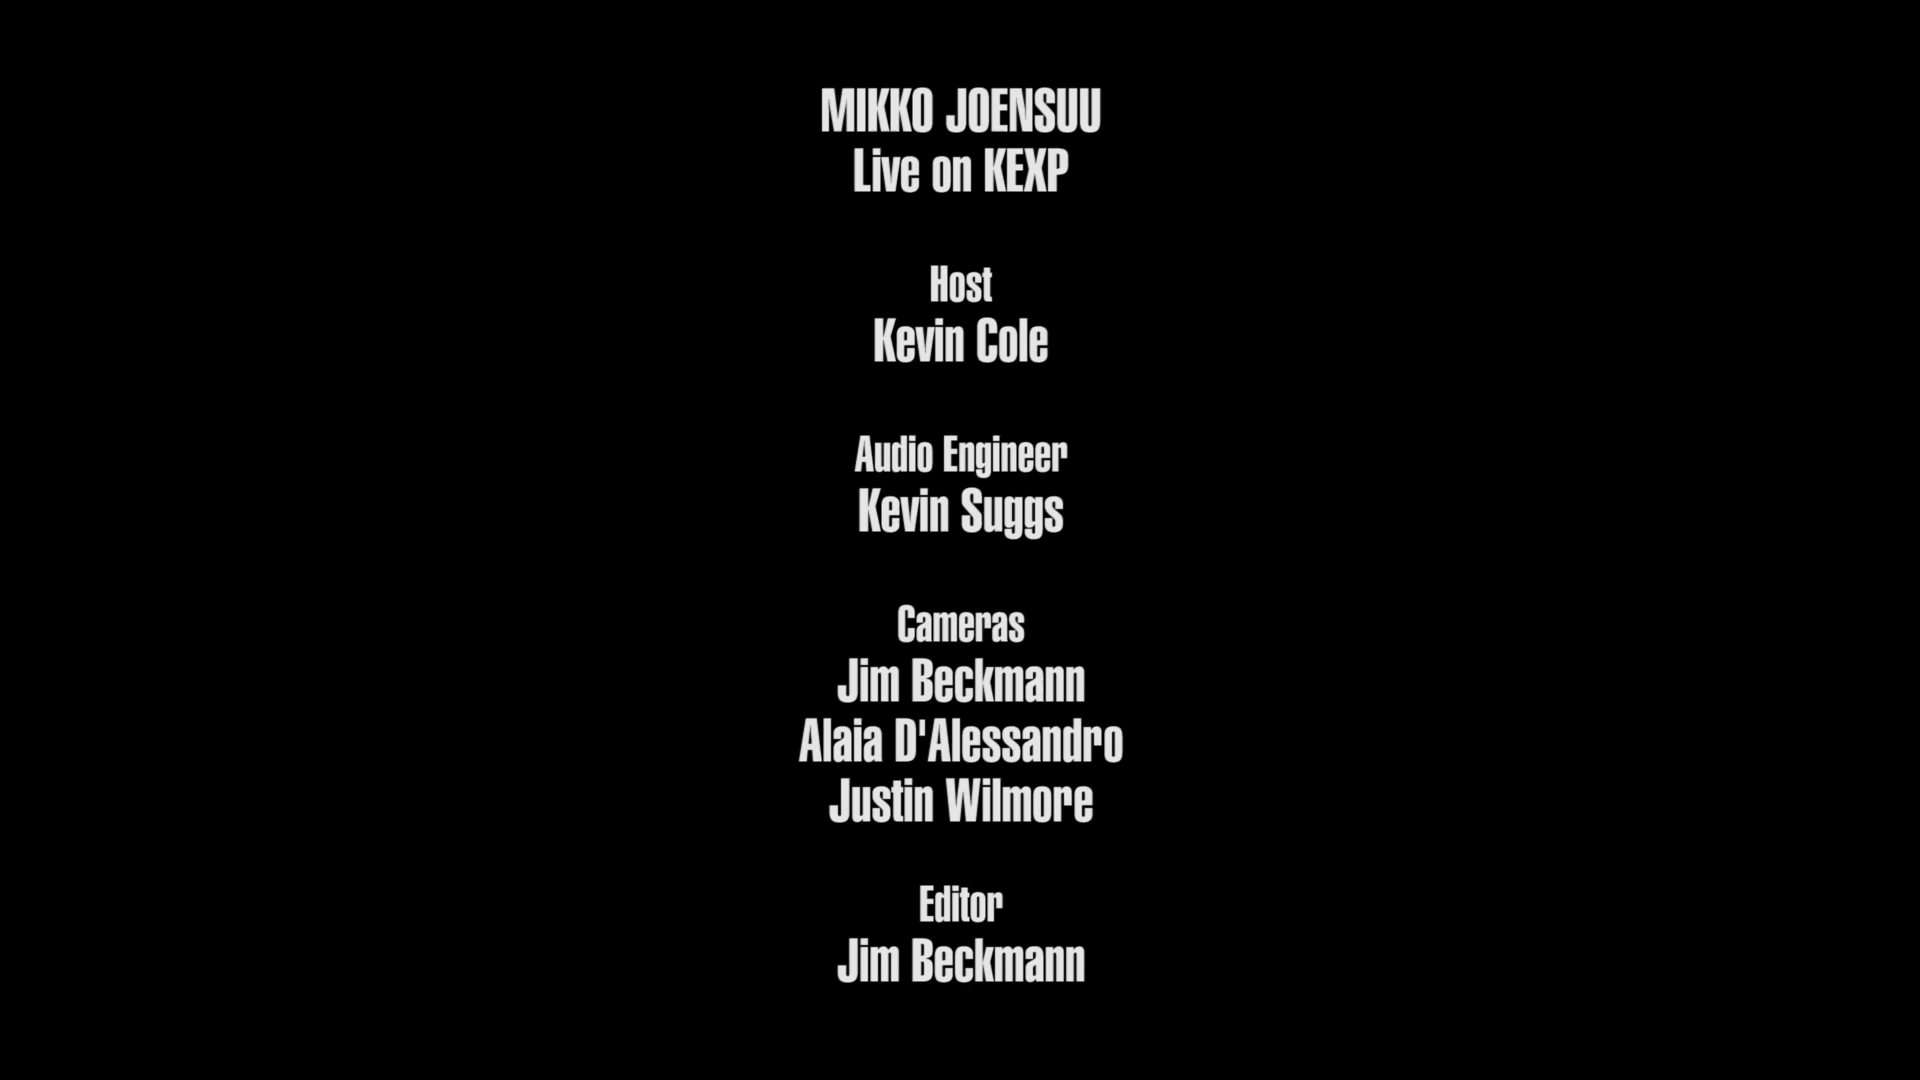 MIKKO JOENSUU
Live on KEXP
Host
Kevin Cole
Audio Engineer
Kevin Suggs
Cameras
Jim Beckmann
Alaia D'Alessandro
Justin Wilmore
Editor
Jim Beckmann